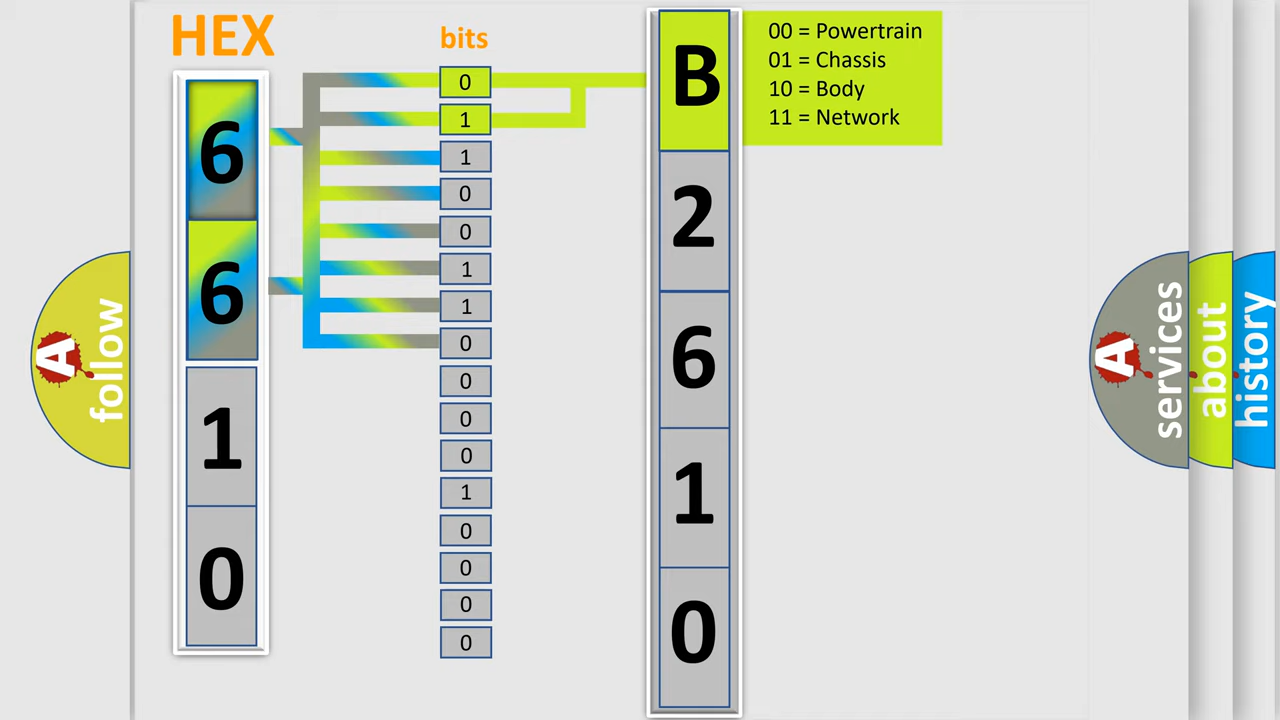 HEX
bits
6
6
1
0
0
1
1
0
0
1
1
0
0
0
0
1
0
0
0
0
B
2
6
1
0
00 = Powertrain
01 = Chassis
10 = Body
11 = Network
A follow
A services
about
history